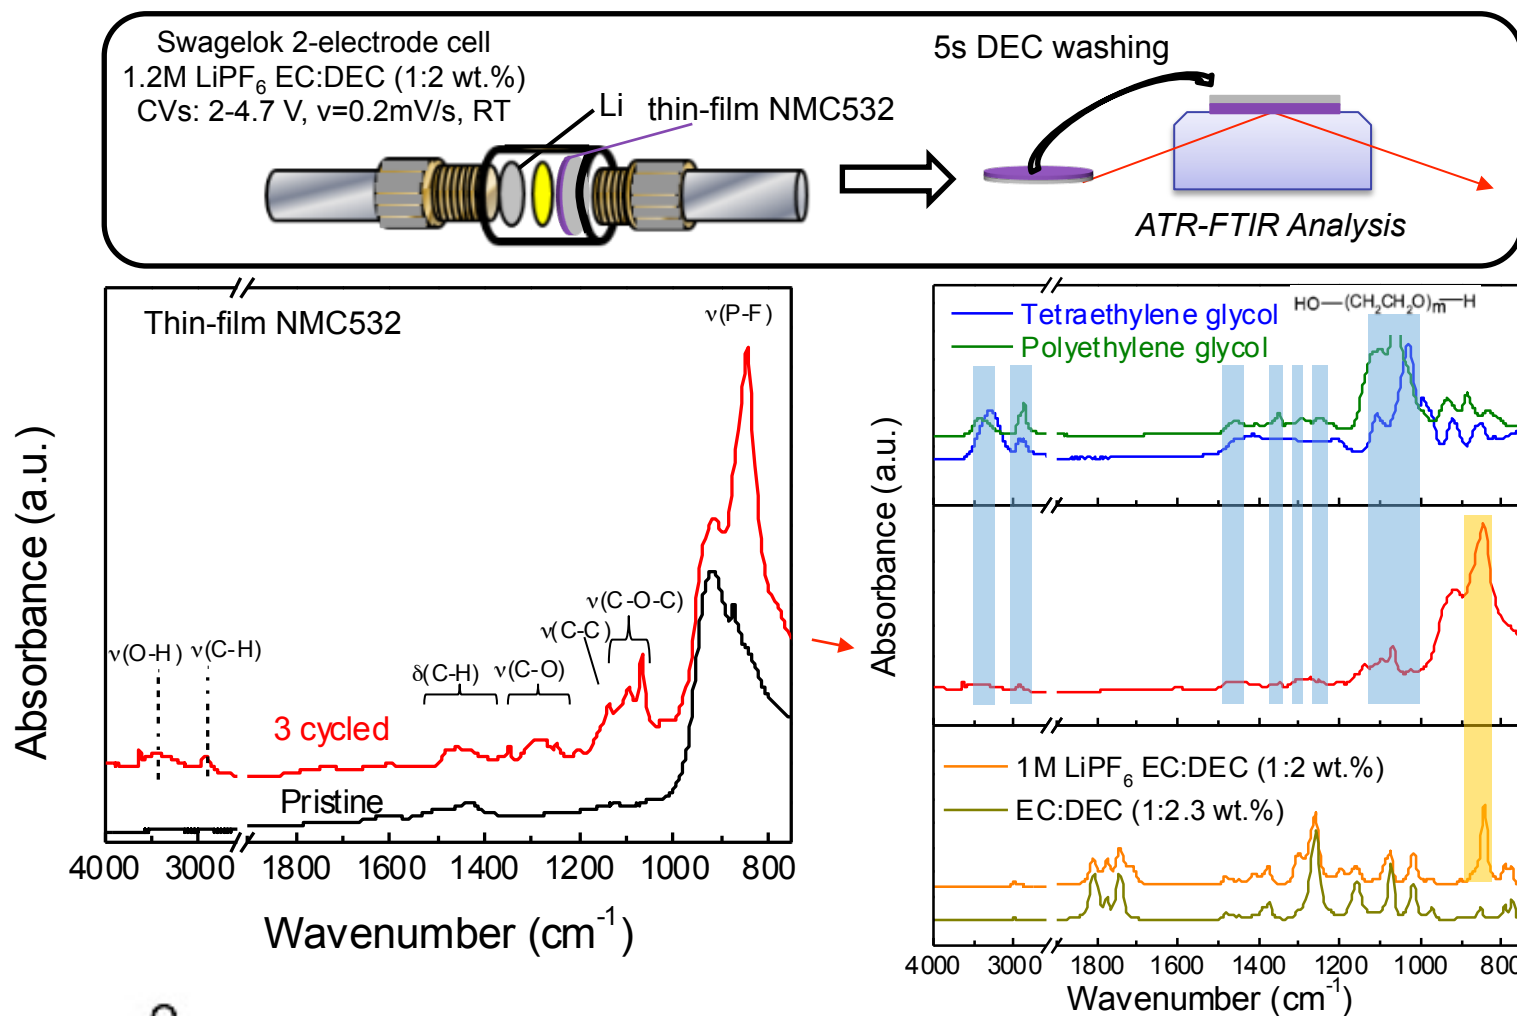 Swagelok 2-electrode cell
1.2M LiPF6 EC:DEC (1:2 wt.%)
CVs: 2-4.7 V, v=0.2mV/s, RT
Li
thin-film NMC532
5s DEC washing
ATR-FTIR Analysis
Thin-film NMC532
ν(P-F)
ν(C-O-C)
ν(C-C)
ν(O-H)
ν(C-H)
δ(C-H)
ν(C-O)
3 cycled
Pristine
Absorbance (a.u.)
4000 3000 1800 1600 1400 1200 1000 800
Wavenumber (cm-1)
HO—(CH2CH2O)m—H
Tetraethylene glycol
Polyethylene glycol
Absorbance (a.u.)
1M LiPF6 EC:DEC (1:2 wt.%)
EC:DEC (1:2.3 wt.%)
4000 3000 1800 1600 1400 1200 1000 800
Wavenumber (cm-1)